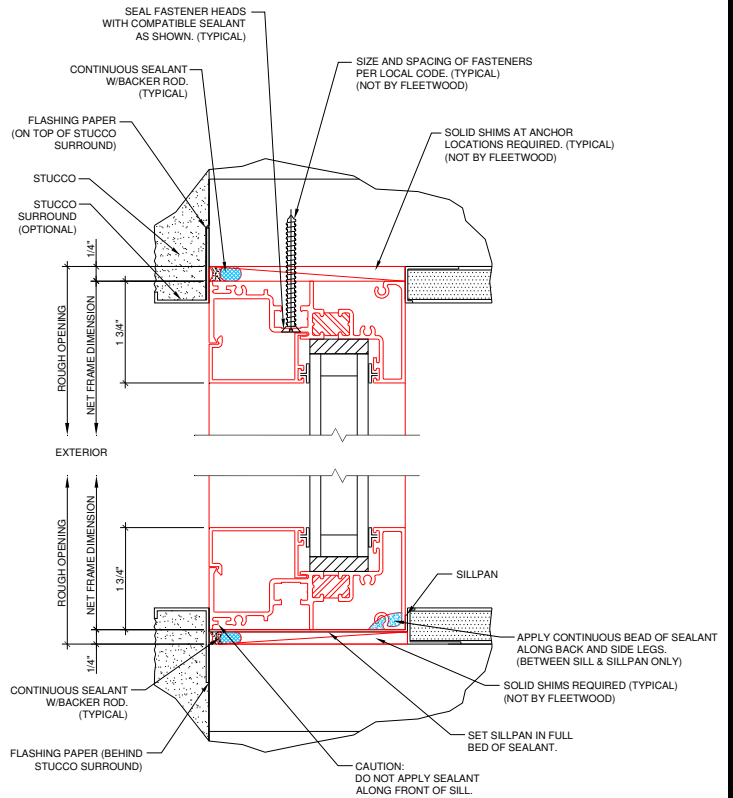 SEAL FASTENER HEADS
WITH COMPATIBLE SEALANT
AS SHOWN. (TYPICAL)
SIZE AND SPACING OF FASTENERS
PER LOCAL CODE. (TYPICAL)
(NOT BY FLEETWOOD)
CONTINUOUS SEALANT
W/BACKER ROD.
(TYPICAL)
FLASHING PAPER
(ON TOP OF STUCCO
SURROUND)
SOLID SHIMS AT ANCHOR
LOCATIONS REQUIRED. (TYPICAL)
(NOT BY FLEETWOOD)
STUCCO
STUCCO
SURROUND
(OPTIONAL)
1/4"
ROUGH OPENING
NET FRAME DIMENSION
1 3/4"
EXTERIOR
ROUGH OPENING
NET FRAME DIMENSION
1 3/4"
1/4"
SILLPAN
APPLY CONTINUOUS BEAD OF SEALANT
ALONG BACK AND SIDE LEGS.
(BETWEEN SILL & SILLPAN ONLY)
CONTINUOUS SEALANT
W/BACKER ROD.
(TYPICAL)
SOLID SHIMS REQUIRED (TYPICAL)
(NOT BY FLEETWOOD)
SET SILLPAN IN FULL
BED OF SEALANT.
FLASHING PAPER (BEHIND
STUCCO SURROUND)
CAUTION:
DO NOT APPLY SEALANT
ALONG FRONT OF SILL.